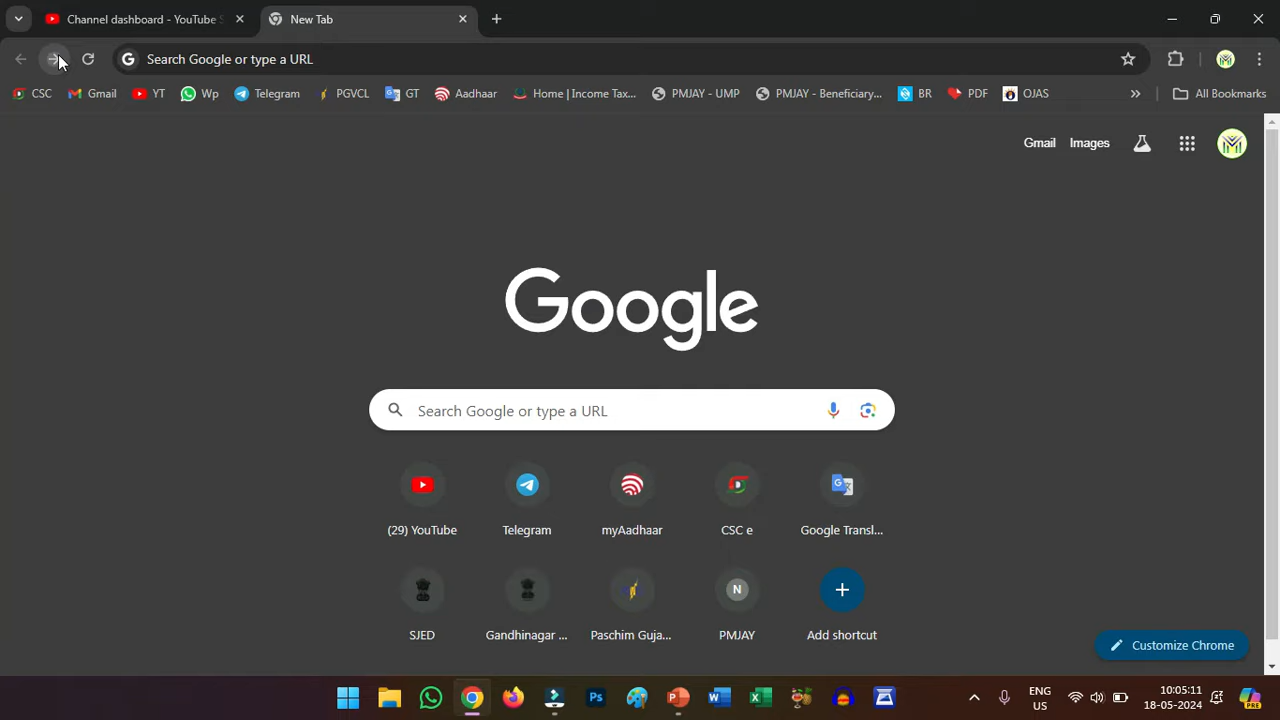 Channel dashboard - YouTube S
New Tab
Search Google or type a URL
CSC
Gmail
YT
Wp
Telegram
PGVCL
GT
Aadhaar
Home | Income Tax...
PMJAY - UMP
PMJAY - Beneficiary...
BR
PDF
OJAS
All Bookmarks
Gmail
Images
Google
Search Google or type a URL
(29) YouTube
Telegram
myAadhaar
CSC e
Google Transl...
SJED
Gandhinagar ...
Paschim Guja...
N
PMJAY
Add shortcut
Customize Chrome
ENG
US
10:05:11
18-05-2024